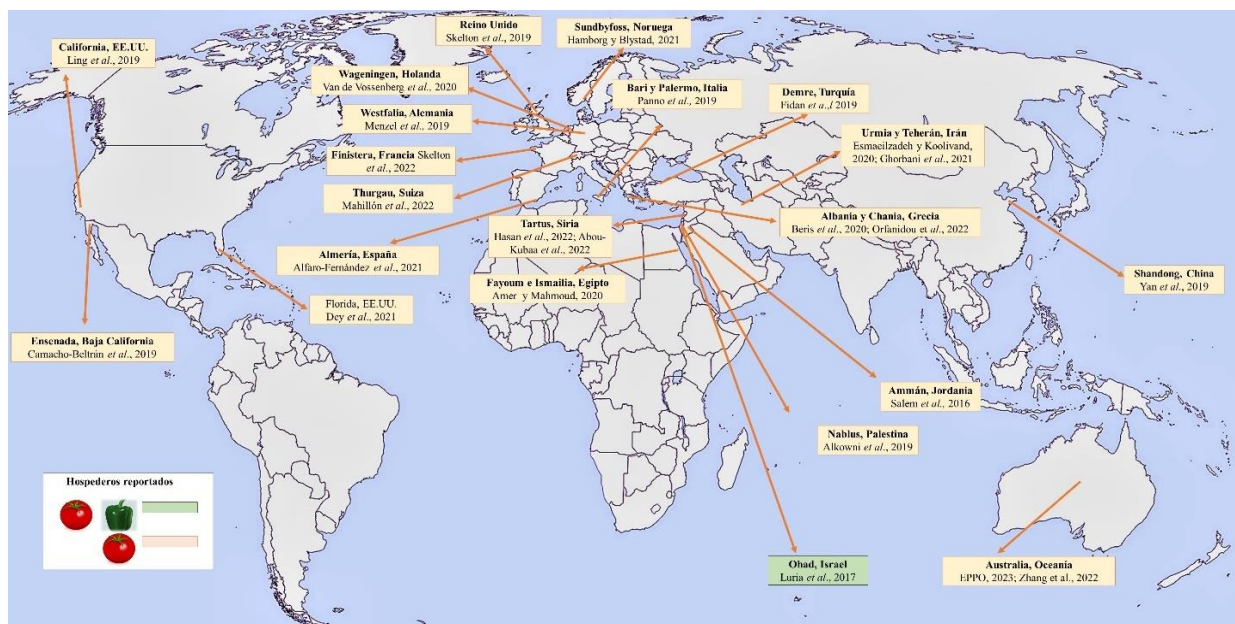 Reino Unido
Skelton et al., 2019
Sundbyfoss, Noruega
Hamborg y Blystad, 2021
California, EE.UU.
Ling et al., 2019
Wageningen, Holanda
Van de Vossenberg et al., 2020
Bari y Palermo, Italia
Panno et al., 2019
Demre, Turquía
Fidan et a.,l 2019
Westfalia, Alemania
Menzel et al., 2019
Urmia y Teherán, Irán
Esmaeilzadeh y Koolivand,
2020; Ghorbani et al., 2021
Finistera, Francia Skelton
et al., 2022
Thurgau, Suiza
Mahillón et al., 2022
Tartus, Siria
Hasan et al., 2022; Abou-
Kubaa et al., 2022
Albania y Chania, Grecia
Beris et al., 2020; Orfanidou et al., 2022
Almería, España
Alfaro-Fernández et al., 2021
Fayoum e Ismailia, Egipto
Amer y Mahmoud, 2020
Shandong, China
Yan et al., 2019
Florida, EE.UU.
Dey et al., 2021
Ensenada, Baja California
Camacho-Beltrán et al., 2019
Ammán, Jordania
Salem et al., 2016
Nablus, Palestina
Alkowni et al., 2019
Hospederos reportados
Ohad, Israel
Luria et al., 2017
Australia, Oceanía
EPPO, 2023; Zhang et al., 2022